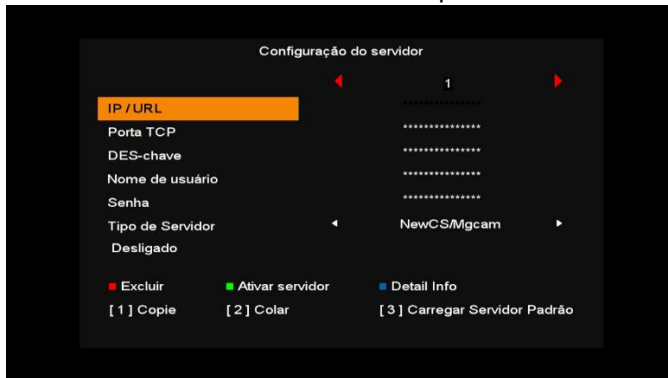 Configuração do servidor
1
IP / URL ***************
Porta TCP ***************
DES-chave ***************
Nome de usuário ***************
Senha ***************
Tipo de Servidor NewCS/Mgcam
Desligado
Excluir Ativar servidor Detail Info
[ 1 ] Copie [ 2 ] Colar [ 3 ] Carregar Servidor Padrão